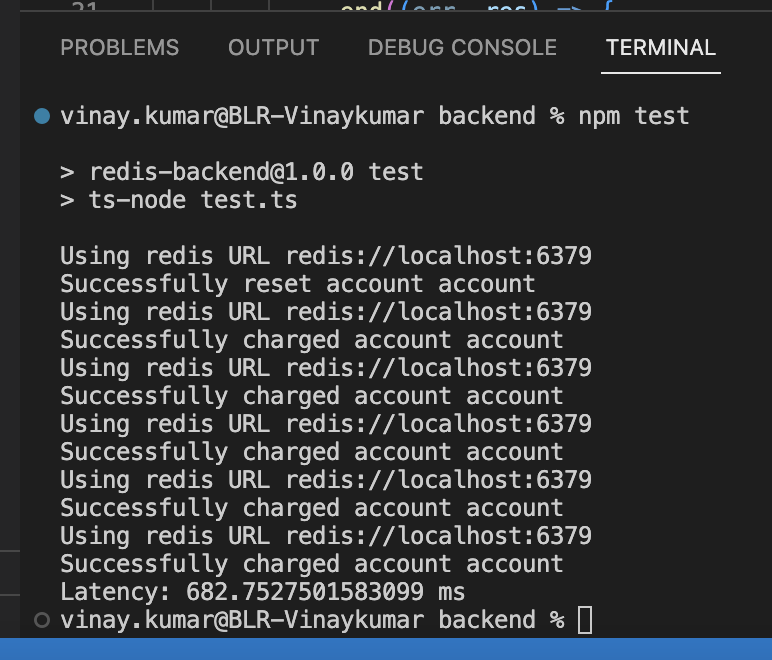 21 end((err, res) => {
PROBLEMS OUTPUT DEBUG CONSOLE TERMINAL
vinay.kumar@BLR-Vinaykumar backend % npm test
> redis-backend@1.0.0 test
> ts-node test.ts
Using redis URL redis://localhost:6379
Successfully reset account account
Using redis URL redis://localhost:6379
Successfully charged account account
Using redis URL redis://localhost:6379
Successfully charged account account
Using redis URL redis://localhost:6379
Successfully charged account account
Using redis URL redis://localhost:6379
Successfully charged account account
Using redis URL redis://localhost:6379
Successfully charged account account
Latency: 682.7527501583099 ms
vinay.kumar@BLR-Vinaykumar backend %